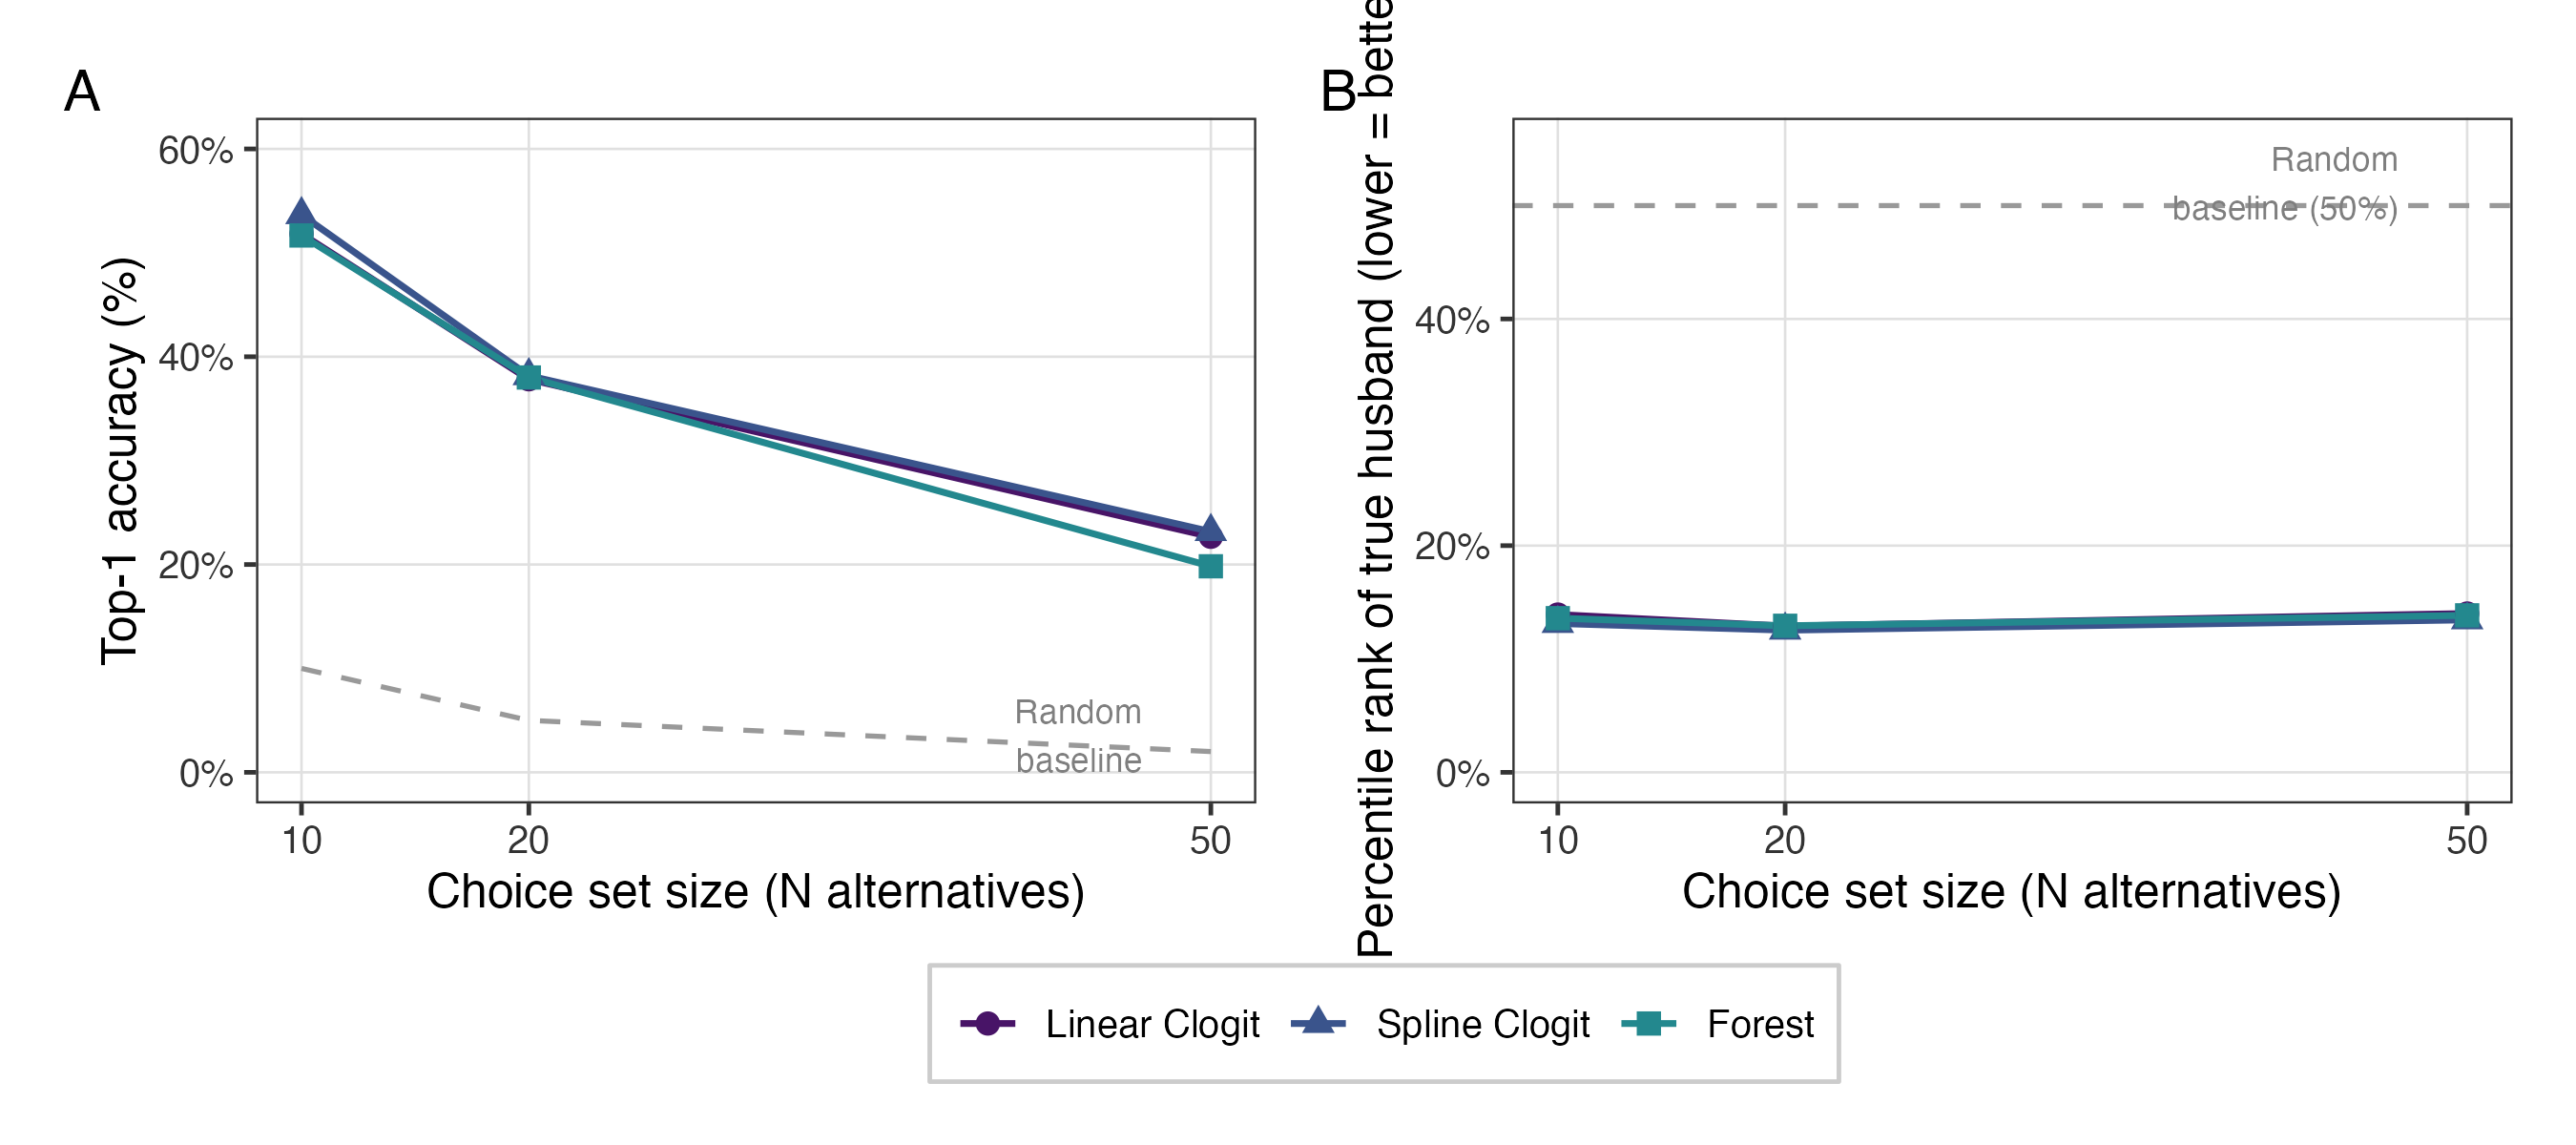 A
Top-1 accuracy (%)
60%
40%
20%
0%
Random
baseline
10
20
50
Choice set size (N alternatives)
B
Percentile rank of true husband (lower = bette
Random
baseline (50%)
40%
20%
0%
10
20
50
Choice set size (N alternatives)
Linear Clogit
Spline Clogit
Forest